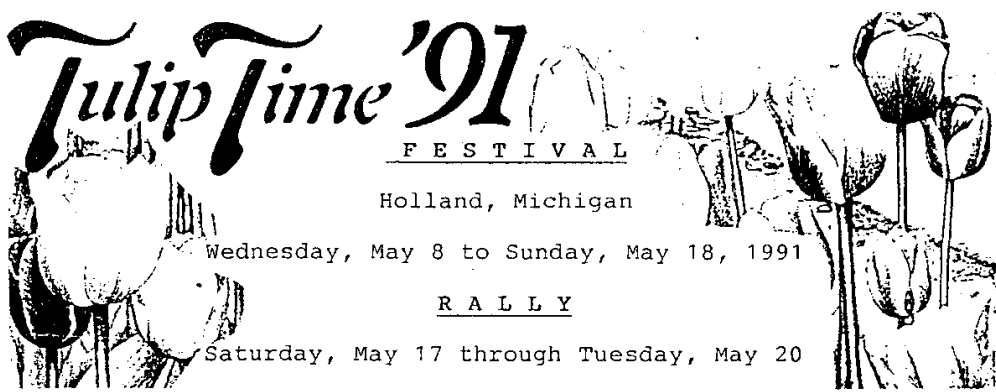 Tulip Time '91
FESTIVAL
Holland, Michigan
Wednesday, May 8 to Sunday, May 18, 1991
RALLY
Saturday, May 17 through Tuesday, May 20